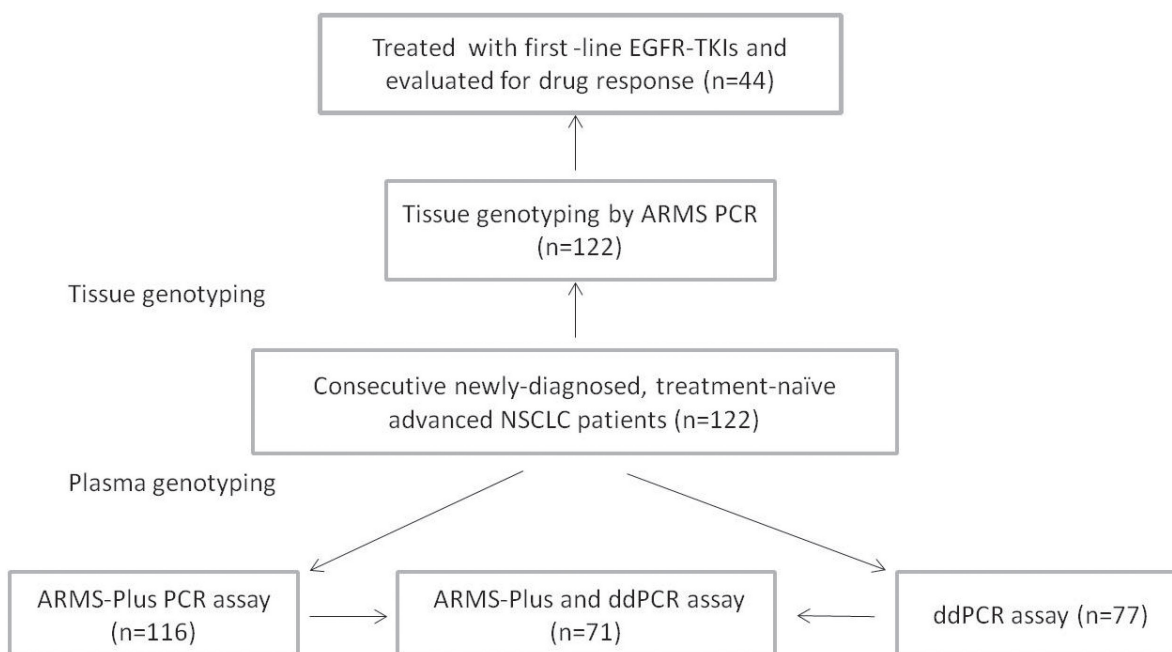 Treated with first-line EGFR-TKIs and
evaluated for drug response (n=44)
Tissue genotyping by ARMS PCR
(n=122)
Tissue genotyping
Consecutive newly-diagnosed, treatment-naïve
advanced NSCLC patients (n=122)
Plasma genotyping
ARMS-Plus PCR assay
(n=116)
ARMS-Plus and ddPCR assay
(n=71)
ddPCR assay (n=77)